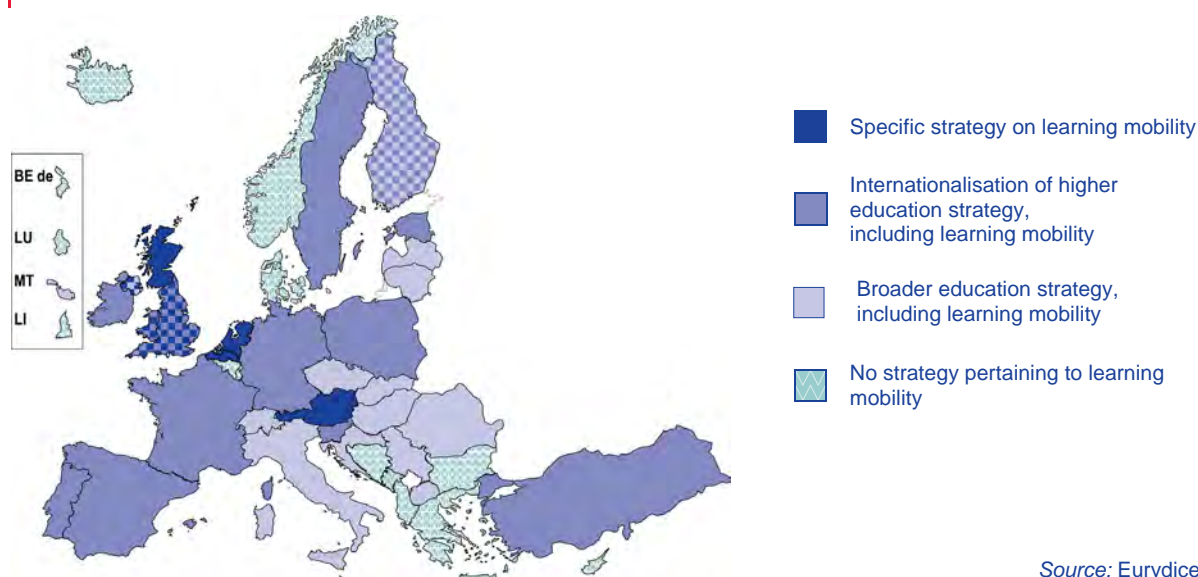 BE de
LU
MT
LI
Specific strategy on learning mobility
Internationalisation of higher
education strategy,
including learning mobility
Broader education strategy,
including learning mobility
No strategy pertaining to learning
mobility
Source: Eurydice